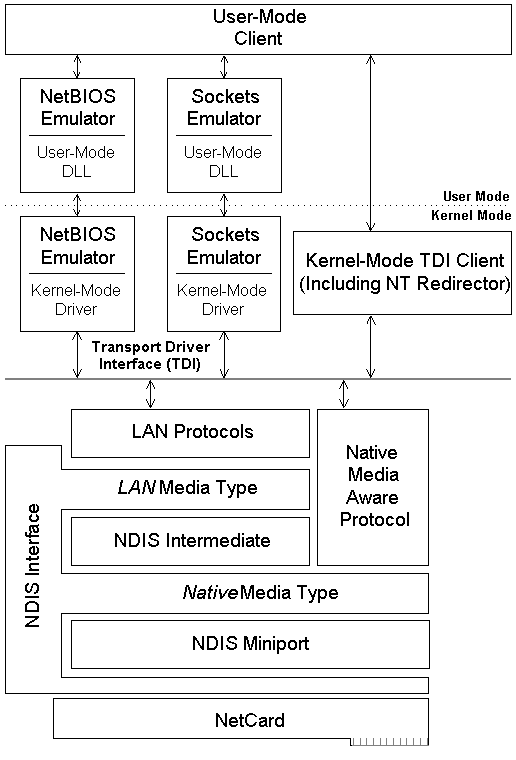 User-Mode
Client
NetBIOS
Emulator
User-Mode
DLL
Sockets
Emulator
User-Mode
DLL
User Mode
Kernel Mode
NetBIOS
Emulator
Kernel-Mode
Driver
Sockets
Emulator
Kernel-Mode
Driver
Kernel-Mode TDI Client
(Including NT Redirector)
Transport Driver
Interface (TDI)
LAN Protocols
Native
Media
Aware
Protocol
LAN Media Type
NDIS Interface
NDIS Intermediate
Native Media Type
NDIS Miniport
NetCard